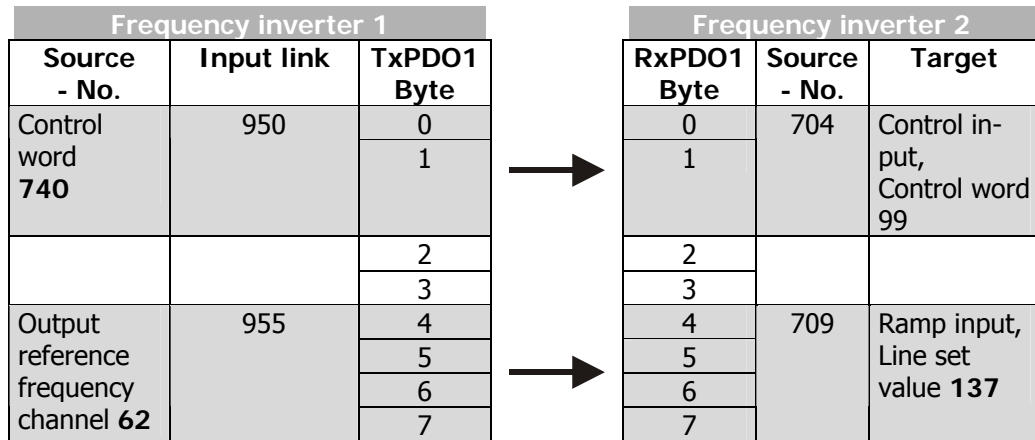 Frequency inverter 1
Frequency inverter 2
Source
- No.
Input link
TxPDO1
Byte
RxPDO1
Byte
Source
- No.
Target
Control
word
740
950
0
1
0
1
704
Control in-
put,
Control word
99
2
3
2
3
Output
reference
frequency
channel 62
955
4
5
6
7
4
5
6
7
709
Ramp input,
Line set
value 137